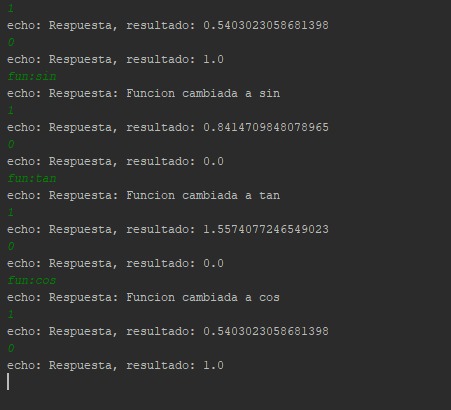 1
echo: Respuesta, resultado: 0.5403023058681398
0
echo: Respuesta, resultado: 1.0
fun:sin
echo: Respuesta: Funcion cambiada a sin
1
echo: Respuesta, resultado: 0.8414709848078965
0
echo: Respuesta, resultado: 0.0
fun:tan
echo: Respuesta: Funcion cambiada a tan
1
echo: Respuesta, resultado: 1.5574077246549023
0
echo: Respuesta, resultado: 0.0
fun:cos
echo: Respuesta: Funcion cambiada a cos
1
echo: Respuesta, resultado: 0.5403023058681398
0
echo: Respuesta, resultado: 1.0